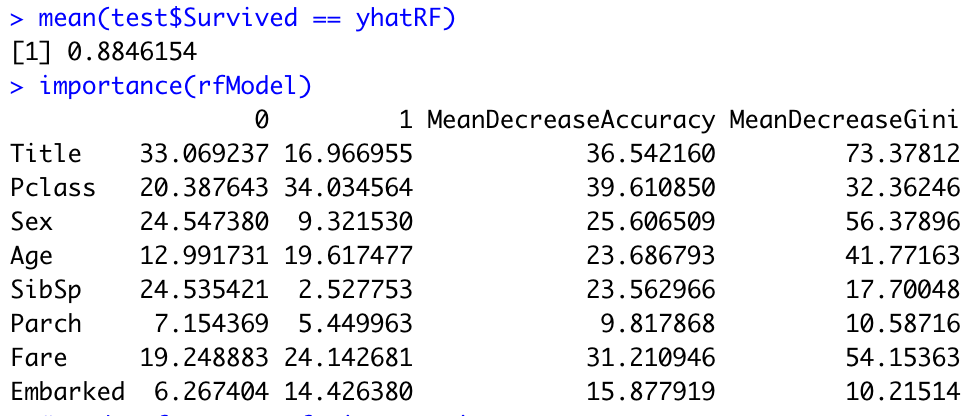 > mean(test$Survived == yhatRF)
[1] 0.8846154
> importance(rfModel)
0 1 MeanDecreaseAccuracy MeanDecreaseGini
Title 33.069237 16.966955 36.542160 73.37812
Pclass 20.387643 34.034564 39.610850 32.36246
Sex 24.547380 9.321530 25.606509 56.37896
Age 12.991731 19.617477 23.686793 41.77163
SibSp 24.535421 2.527753 23.562966 17.70048
Parch 7.154369 5.449963 9.817868 10.58716
Fare 19.248883 24.142681 31.210946 54.15363
Embarked 6.267404 14.426380 15.877919 10.21514